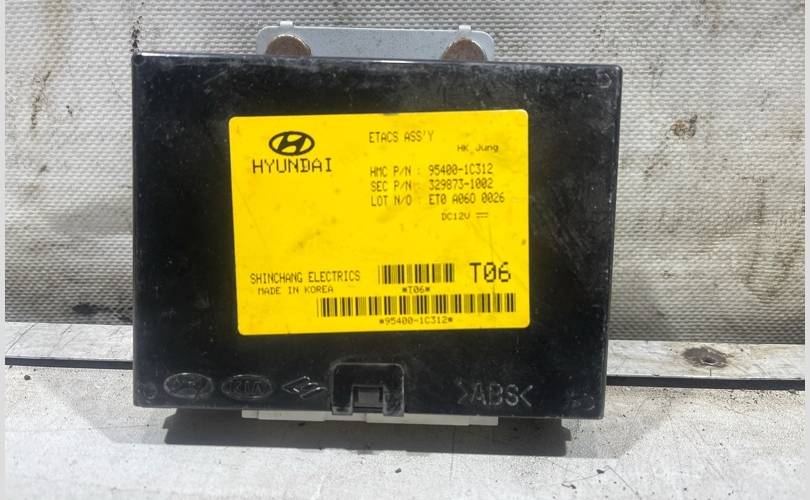 ETACS ASS'Y
HK Jung
HYUNDAI
HMC P/N : 95400-1C312
SEC P/N : 329873-1002
LOT N/O : ET0 A06O 0026
DC12V
SHINCHANG ELECTRICS
MADE IN KOREA
*T06*
T06
*95400-1C312*
KIA
>ABS<